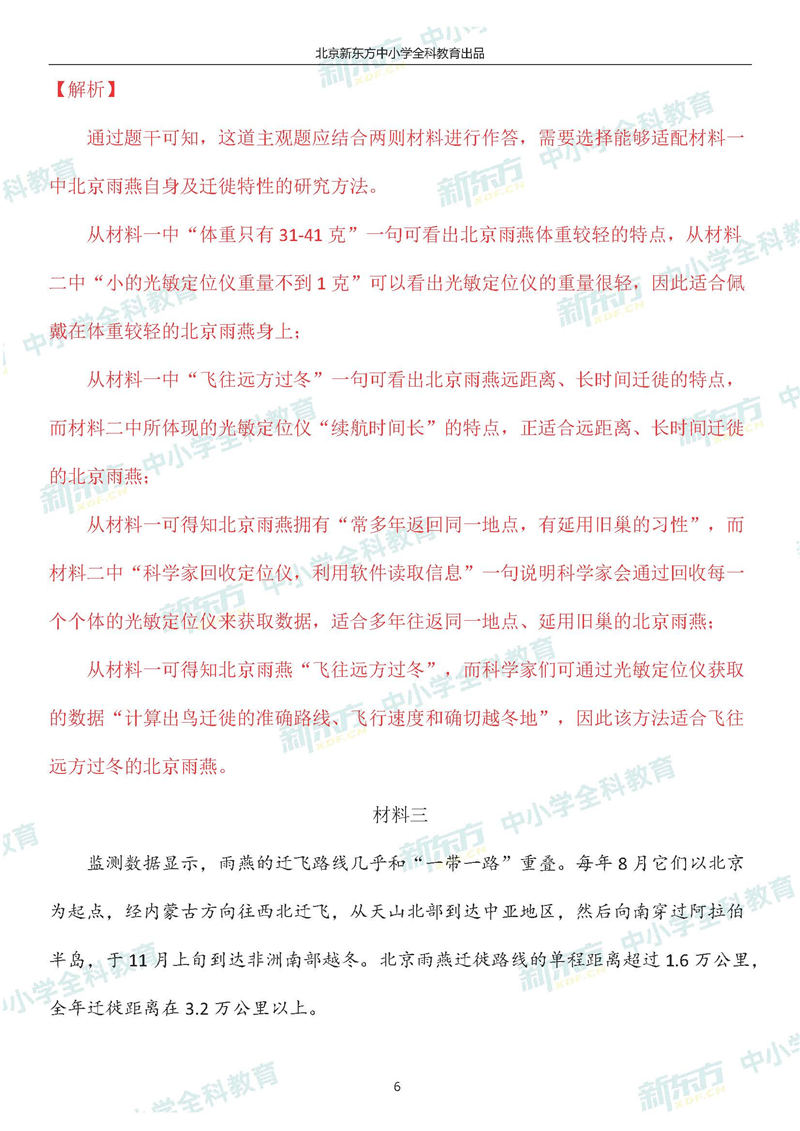 北京新东方中小学全科教育出品
【解析】
通过题干可知，这道主观题应结合两则材料进行作答，需要选择能够适配材料一
中北京雨燕自身及迁徙特性的研究方法。
从材料一中“体重只有 31-41 克”一句可看出北京雨燕体重较轻的特点，从材料
二中“小的光敏定位仪重量不到 1 克”可以看出光敏定位仪的重量很轻，因此适合佩
戴在体重较轻的北京雨燕身上；
从材料一中“飞往远方过冬”一句可看出北京雨燕远距离、长时间迁徙的特点，
而材料二中所体现的光敏定位仪“续航时间长”的特点，正适合远距离、长时间迁徙
的北京雨燕；
从材料一可得知北京雨燕拥有“常多年返回同一地点，有延用旧巢的习性”，而
材料二中“科学家回收定位仪，利用软件读取信息”一句说明科学家会通过回收每一
个个体的光敏定位仪来获取数据，适合多年往返同一地点、延用旧巢的北京雨燕；
从材料一可得知北京雨燕“飞往远方过冬”，而科学家们可通过光敏定位仪获取
的数据“计算出鸟迁徙的准确路线、飞行速度和确切越冬地”，因此该方法适合飞往
远方过冬的北京雨燕。
材料三
监测数据显示，雨燕的迁飞路线几乎和“一带一路”重叠。每年 8 月它们以北京
为起点，经内蒙古方向往西北迁飞，从天山北部到达中亚地区，然后向南穿过阿拉伯
半岛，于 11 月上旬到达非洲南部越冬。北京雨燕迁徙路线的单程距离超过 1.6 万公里，
全年迁徙距离在 3.2 万公里以上。
6
新东方 XDF.CN 中小学全科教育